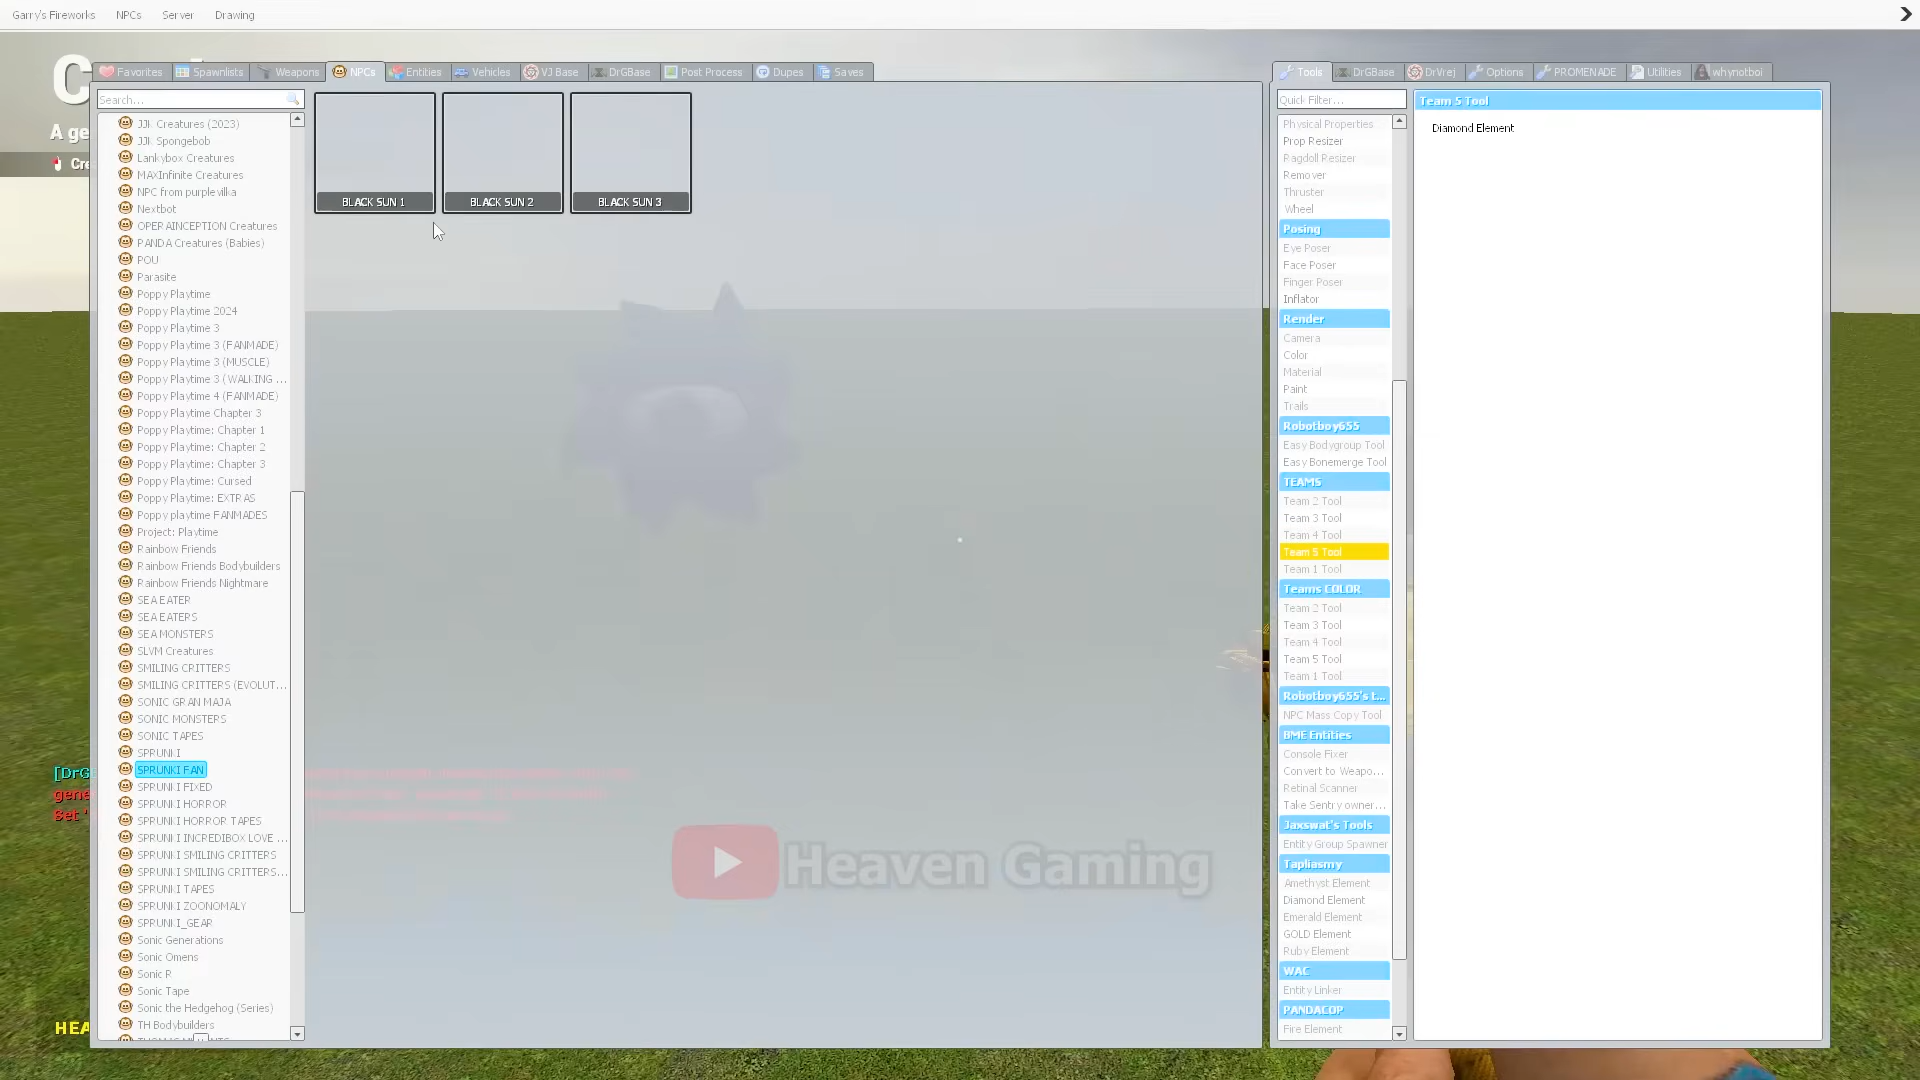 Garry's Fireworks NPCs Server Drawing
Favorites Spawnlists Weapons NPCs Entities Vehicles VJ Base DrGBase Post Process Dupes Saves
Tools DrGBase DrVrej Options PROMENADE Utilities whynotboi
C
A ge
Cre
Search...
JJK Creatures (2023)
JJK Spongebob
Lankybox Creatures
MAXInfinite Creatures
NPC from purplevilka
Nextbot
OPERAINCEPTION Creatures
PANDA Creatures (Babies)
POU
Parasite
Poppy Playtime
Poppy Playtime 2024
Poppy Playtime 3
Poppy Playtime 3 (FANMADE)
Poppy Playtime 3 (MUSCLE)
Poppy Playtime 3 (WALKING ...
Poppy Playtime 4 (FANMADE)
Poppy Playtime Chapter 3
Poppy Playtime: Chapter 1
Poppy Playtime: Chapter 2
Poppy Playtime: Chapter 3
Poppy Playtime: Cursed
Poppy Playtime: EXTRAS
Poppy playtime FANMADES
Project: Playtime
Rainbow Friends
Rainbow Friends Bodybuilders
Rainbow Friends Nightmare
SEA EATER
SEA EATERS
SEA MONSTERS
SLVM Creatures
SMILING CRITTERS
SMILING CRITTERS (EVOLUT...
SONIC GRAN MAJA
SONIC MONSTERS
SONIC TAPES
SPRUNKI
SPRUNKI FAN
SPRUNKI FIXED
SPRUNKI HORROR
SPRUNKI HORROR TAPES
SPRUNKI INCREDIBOX LOVE ...
SPRUNKI SMILING CRITTERS
SPRUNKI SMILING CRITTERS...
SPRUNKI TAPES
SPRUNKI ZOONOMALY
SPRUNKI_GEAR
Sonic Generations
Sonic Omens
Sonic R
Sonic Tape
Sonic the Hedgehog (Series)
TH Bodybuilders
[DrG
gene
Set '
HEA
BLACK SUN 1
BLACK SUN 2
BLACK SUN 3
Heaven Gaming
Quick Filter...
Physical Properties
Prop Resizer
Ragdoll Resizer
Remover
Thruster
Wheel
Posing
Eye Poser
Face Poser
Finger Poser
Inflator
Render
Camera
Color
Material
Paint
Trails
Robotboy655
Easy Bodygroup Tool
Easy Bonemerge Tool
TEAMS
Team 2 Tool
Team 3 Tool
Team 4 Tool
Team 5 Tool
Team 1 Tool
Teams COLOR
Team 2 Tool
Team 3 Tool
Team 4 Tool
Team 5 Tool
Team 1 Tool
Robotboy655's t...
NPC Mass Copy Tool
BME Entities
Console Fixer
Convert to Weapo...
Retinal Scanner
Take Sentry owner...
Jaxswat's Tools
Entity Group Spawner
Tapliasmy
Amethyst Element
Diamond Element
Emerald Element
GOLD Element
Ruby Element
WAC
Entity Linker
PANDACOP
Fire Element
Team 5 Tool
Diamond Element